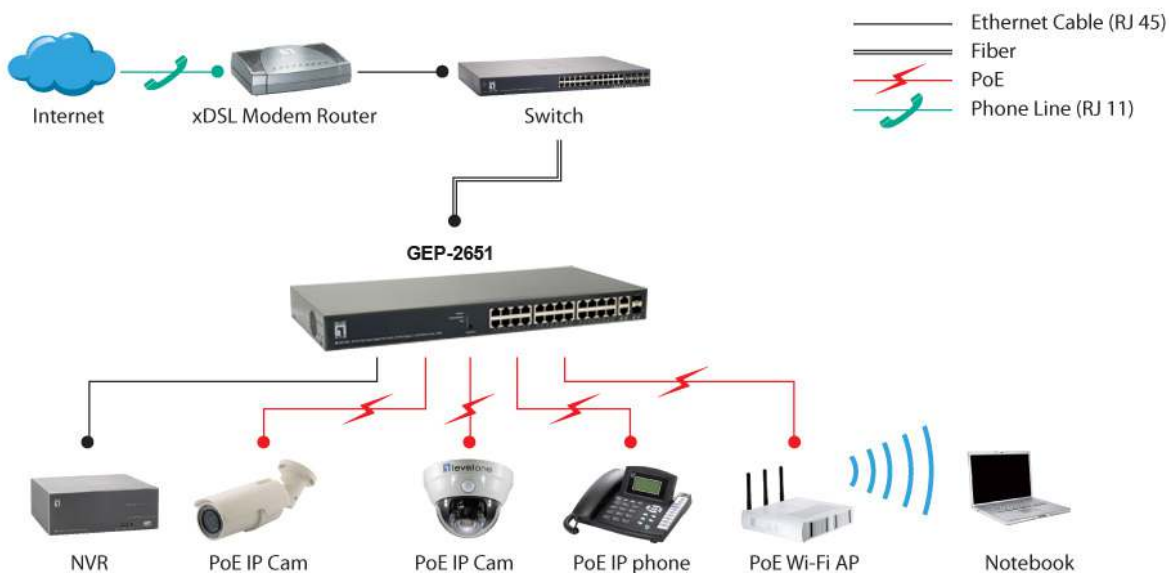 Ethernet Cable (RJ 45)
Fiber
PoE
Phone Line (RJ 11)
Internet
xDSL Modem Router
Switch
GEP-2651
levelone
NVR
PoE IP Cam
PoE IP Cam
PoE IP phone
PoE Wi-Fi AP
Notebook